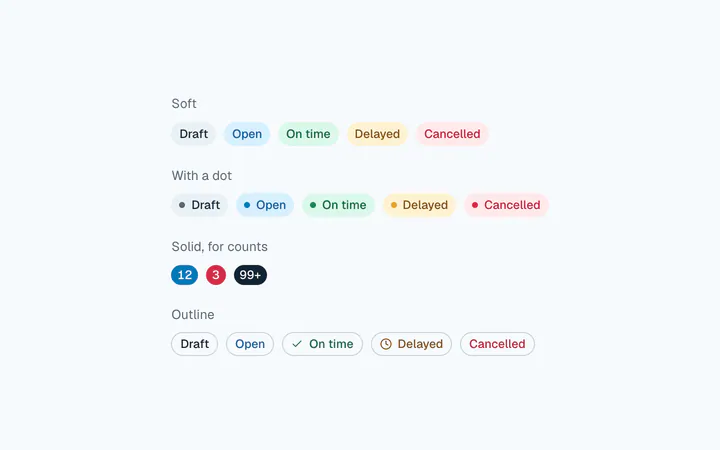 Soft
Draft Open On time Delayed Cancelled
With a dot
Draft Open On time Delayed Cancelled
Solid, for counts
12 3 99+
Outline
Draft Open On time Delayed Cancelled